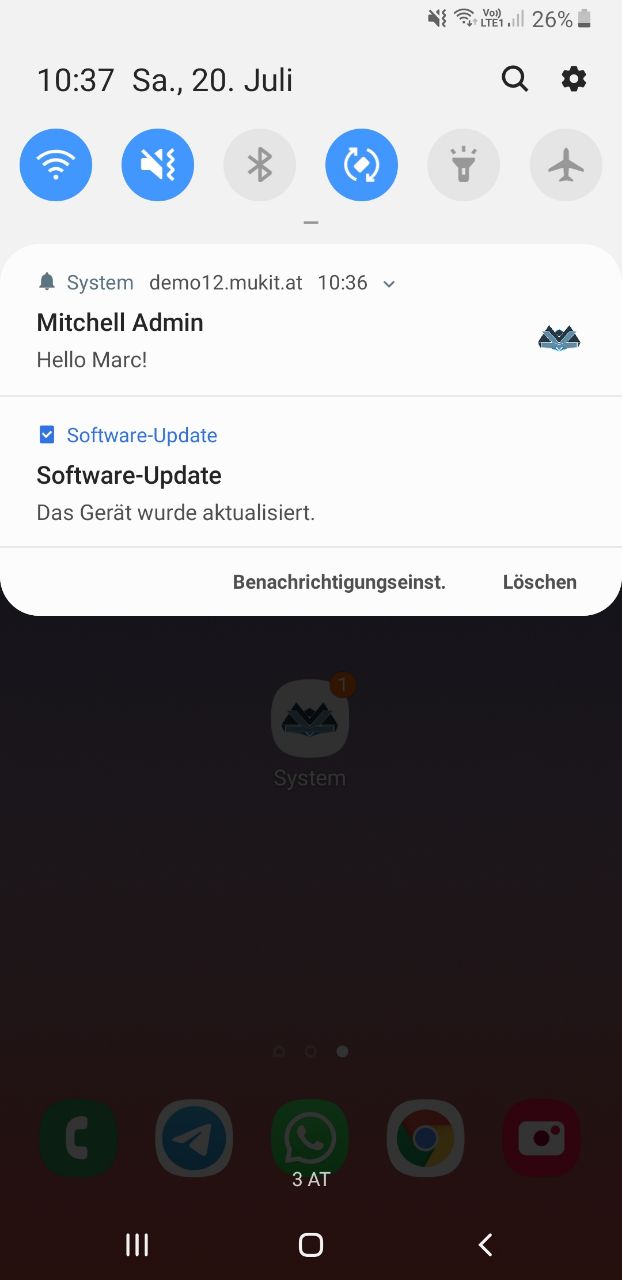 Vo)) LTE1 26%
10:37 Sa., 20. Juli
System demo12.mukit.at 10:36
Mitchell Admin
Hello Marc!
Software-Update
Software-Update
Das Gerät wurde aktualisiert.
Benachrichtigungseinst. Löschen
1
System
3 AT